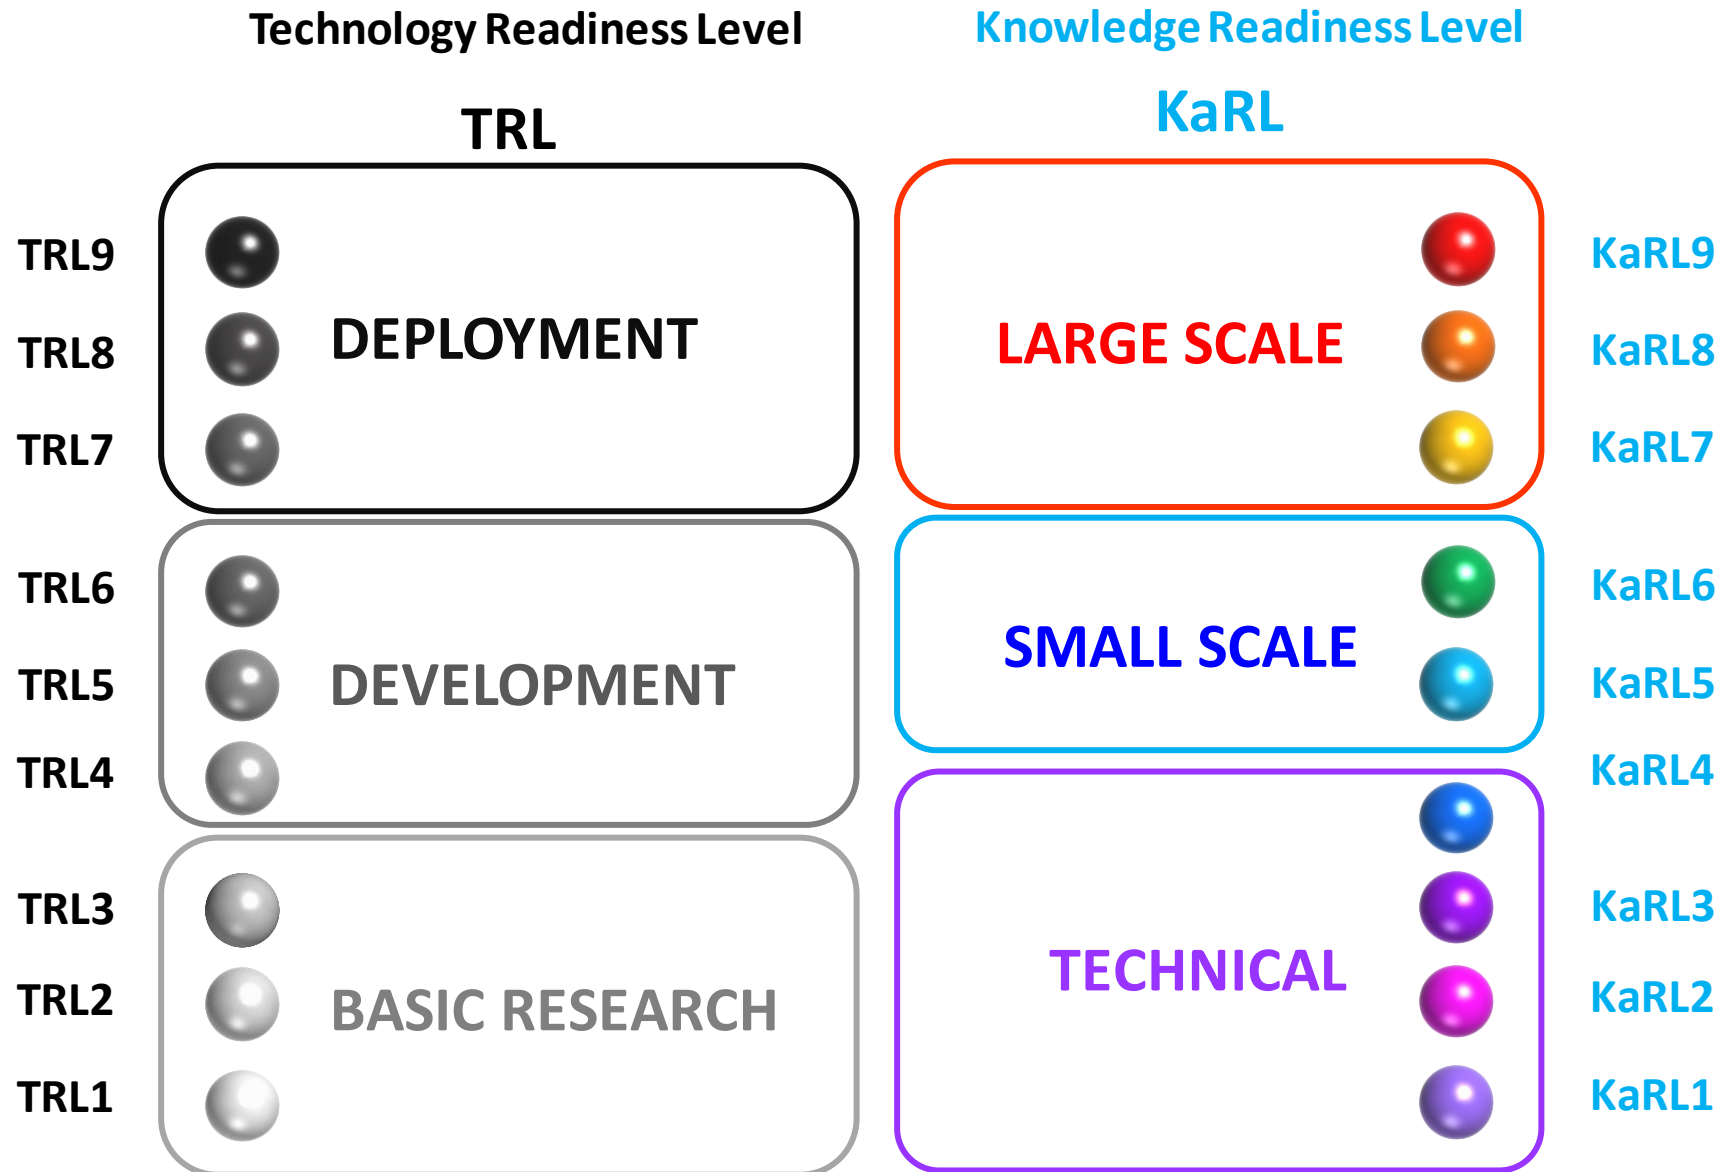 Technology Readiness Level
Knowledge Readiness Level
TRL
KaRL
TRL9
TRL8
TRL7
DEPLOYMENT
LARGE SCALE
KaRL9
KaRL8
KaRL7
TRL6
TRL5
TRL4
DEVELOPMENT
SMALL SCALE
KaRL6
KaRL5
KaRL4
TRL3
TRL2
TRL1
BASIC RESEARCH
TECHNICAL
KaRL3
KaRL2
KaRL1